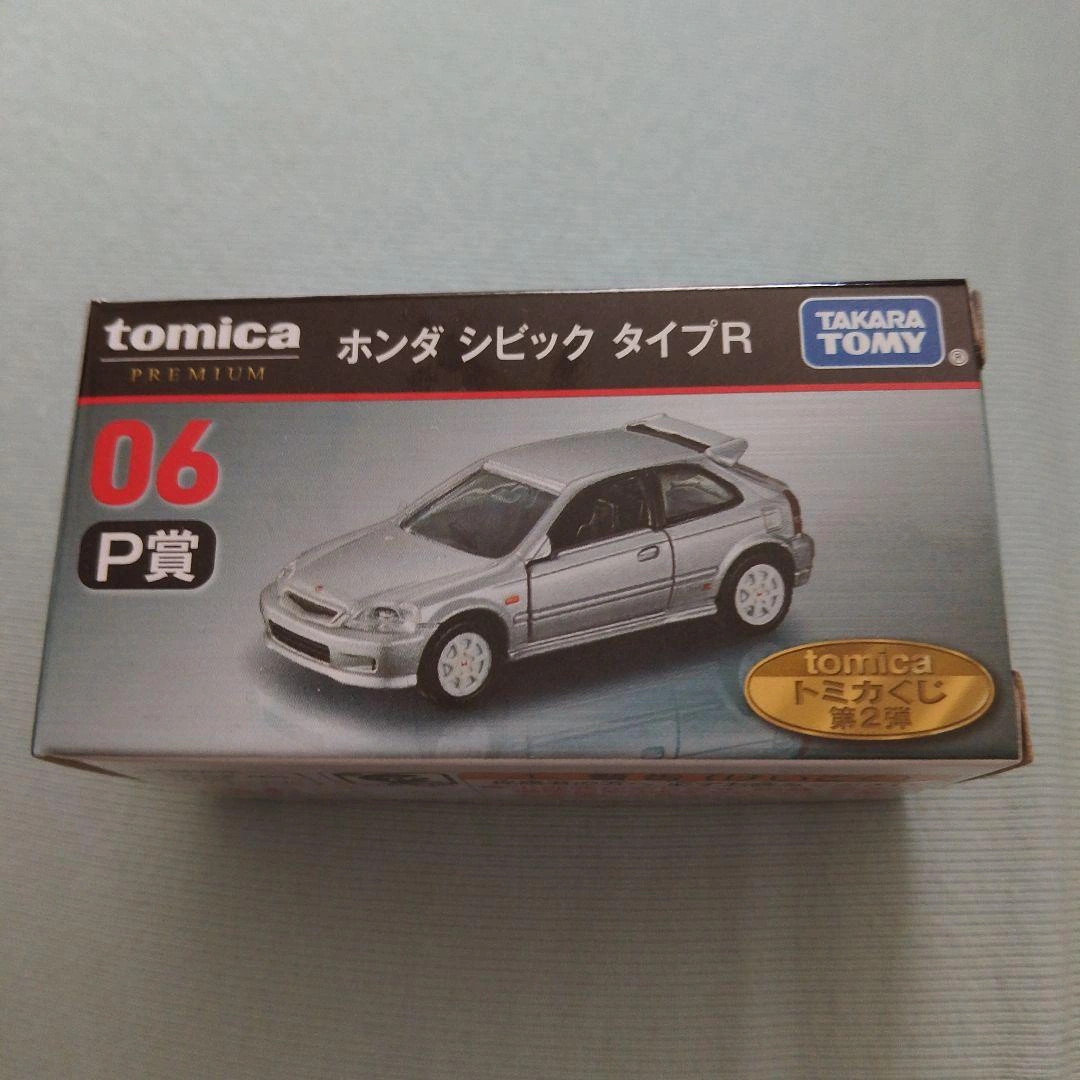 tomica
PREMIUM
ホンダ シビック タイプR
TAKARA
TOMY
®
06
P賞
tomica
トミカくじ
第2弾